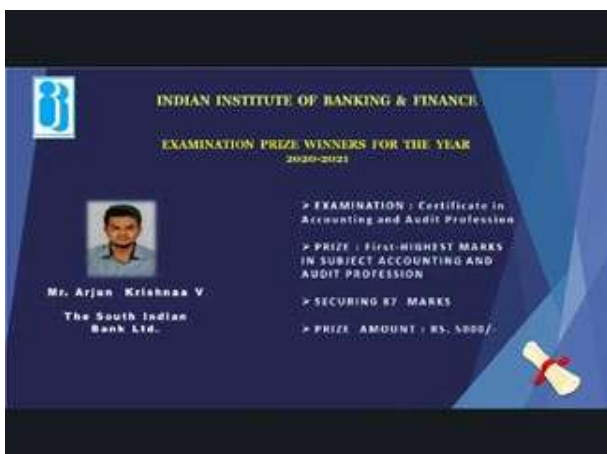 INDIAN INSTITUTE OF BANKING & FINANCE
EXAMINATION PRIZE WINNERS FOR THE YEAR
2020-2021
Mr. Arjun Krishnaa V
The South Indian
Bank Ltd.
➢ EXAMINATION : Certificate in
Accounting and Audit Profession
➢ PRIZE : First-HIGHEST MARKS
IN SUBJECT ACCOUNTING AND
AUDIT PROFESSION
➢ SECURING 87 MARKS
➢ PRIZE AMOUNT : RS. 5000/-